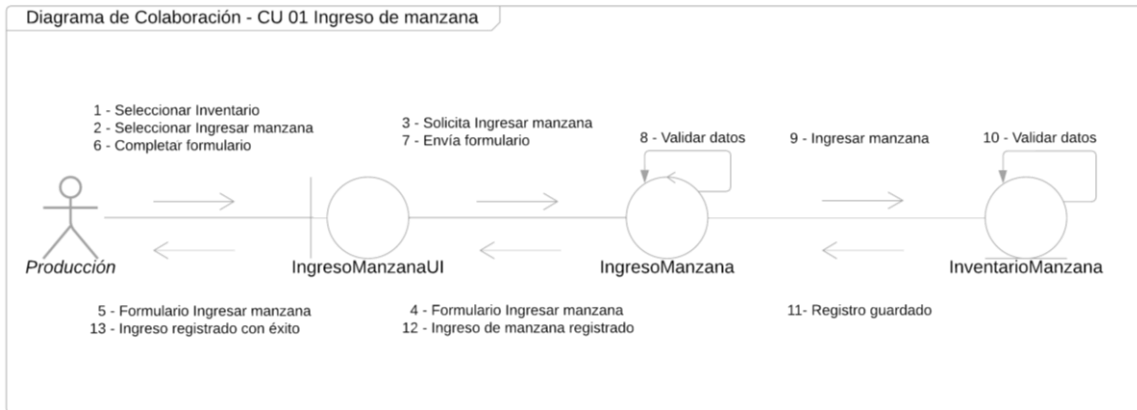 Diagrama de Colaboración - CU 01 Ingreso de manzana
1 - Seleccionar Inventario
2 - Seleccionar Ingresar manzana
6 - Completar formulario
3 - Solicita Ingresar manzana
7 - Envía formulario
8 - Validar datos
9 - Ingresar manzana
10 - Validar datos
Producción
IngresoManzanaUI
IngresoManzana
InventarioManzana
5 - Formulario Ingresar manzana
13 - Ingreso registrado con éxito
4 - Formulario Ingresar manzana
12 - Ingreso de manzana registrado
11- Registro guardado